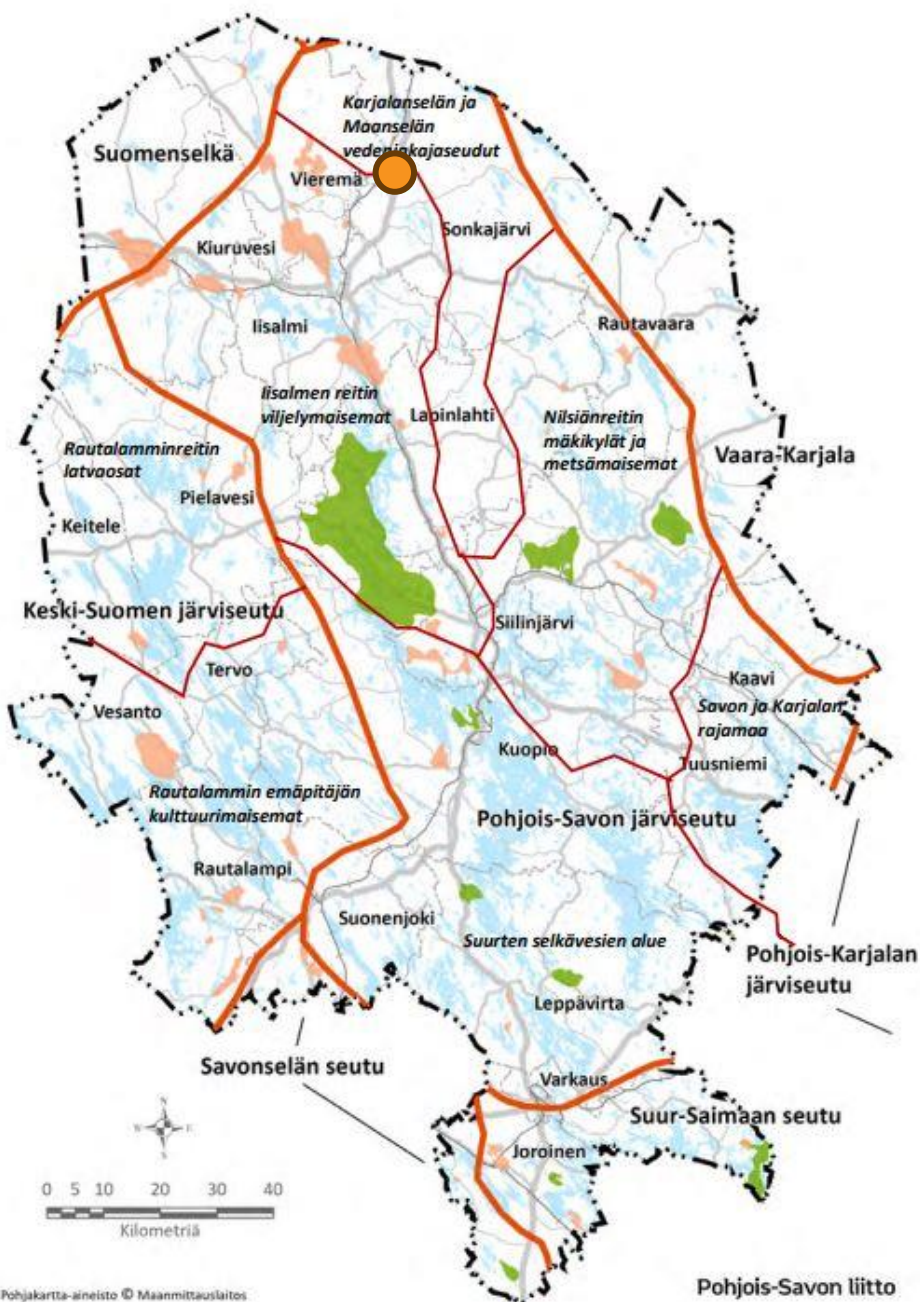 Karjalanselän ja
Maanselän
vedenjakajaseudut
Suomenselkä
Vieremä
Sonkajärvi
Kiuruvesi
Iisalmi
Rautavaara
Iisalmen reitin
viljelymaisemat
Lapinlahti
Nilsiänreitin
mäkikylät ja
metsämaisemat
Rautalamminreitin
latvaosat
Vaara-Karjala
Pielavesi
Keitele
Keski-Suomen järviseutu
Siilinjärvi
Tervo
Kaavi
Vesanto
Savon ja Karjalan
rajamaa
Kuopio
Tuusniemi
Rautalammin emäpitäjän
kulttuurimaisemat
Pohjois-Savon järviseutu
Rautalampi
Suonenjoki
Suurten selkävesien alue
Pohjois-Karjalan
järviseutu
Leppävirta
Savonselän seutu
Varkaus
Suur-Saimaan seutu
N
W E
S
Joroinen
0 5 10 20 30 40
Kilometriä
Pohjakartta-aineisto © Maanmittauslaitos
Pohjois-Savon liitto